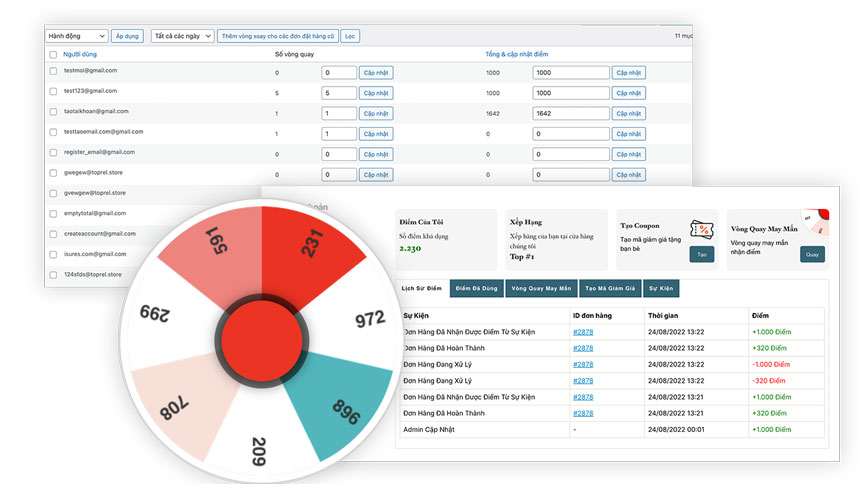 Hành động Áp dụng Tất cả các ngày Thêm vòng xoay cho các đơn đặt hàng cũ Lọc 11 mục
Người dùng Số vòng quay Tổng & cập nhật điểm
testmoi@gmail.com 0 0 Cập nhật 1000 1000 Cập nhật
test123@gmail.com 5 5 Cập nhật 1000 1000 Cập nhật
taotaikhoan@gmail.com 1 1 Cập nhật 1642 1642 Cập nhật
testtaoemail.com@gmail.com 1 1 Cập nhật 0 0 Cập nhật
register_email@gmail.com 0 0 Cập nhật 0 0 Cập nhật
gwegew@toprel.store 0 0 Cập nhật 0 0 Cập nhật
gvewgew@toprel.store
emptytotal@gmail.com
createaccount@gmail.com
isures.com@gmail.com
124sfds@toprel.store
591
231
972
898
209
708
299
Điểm Của Tôi
Số điểm khả dụng
2.230
Xếp Hạng
Xếp hạng của bạn tại cửa hàng
chúng tôi
Top #1
Tạo Coupon
Tạo mã giảm giá tặng
bạn bè
Tạo
Vòng Quay May Mắn
Vòng quay may mắn
nhận điểm
Quay
Lịch Sử Điểm Điểm Đã Dùng Vòng Quay May Mắn Tạo Mã Giảm Giá Sự Kiện
Sự Kiện ID đơn hàng Thời gian Điểm
Đơn Hàng Đã Nhận Được Điểm Từ Sự Kiện #2878 24/08/2022 13:22 +1.000 Điểm
Đơn Hàng Đã Hoàn Thành #2878 24/08/2022 13:22 +320 Điểm
Đơn Hàng Đang Xử Lý #2878 24/08/2022 13:22 -1.000 Điểm
Đơn Hàng Đang Xử Lý #2878 24/08/2022 13:22 -320 Điểm
Đơn Hàng Đã Nhận Được Điểm Từ Sự Kiện #2878 24/08/2022 13:21 +1.000 Điểm
Đơn Hàng Đã Hoàn Thành #2878 24/08/2022 13:21 +320 Điểm
Admin Cập Nhật - 24/08/2022 00:01 +1.000 Điểm